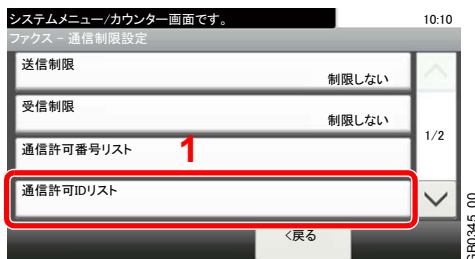 システムメニュー/カウンター画面です。
10:10
ファクス - 通信制限設定
送信制限
制限しない
受信制限
制限しない
1/2
通信許可番号リスト
1
通信許可IDリスト
<戻る
GB0345_00